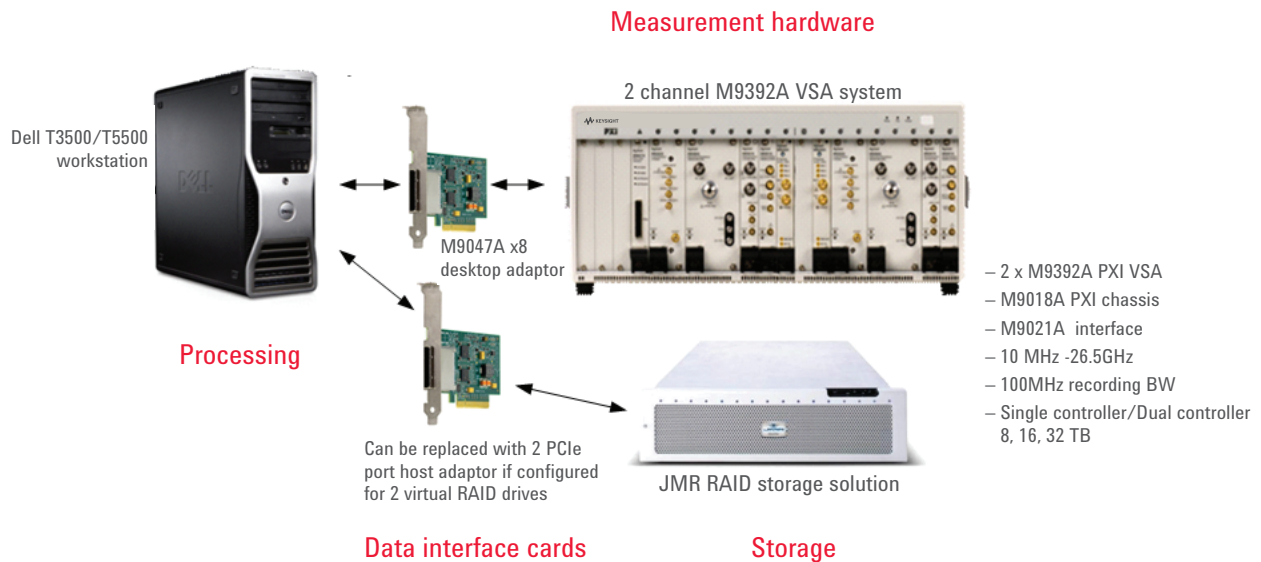 Measurement hardware
2 channel M9392A VSA system
Dell T3500/T5500
workstation
KEYSIGHT
PXI
DELL
M9047A x8
desktop adaptor
– 2 x M9392A PXI VSA
– M9018A PXI chassis
– M9021A interface
– 10 MHz -26.5GHz
– 100MHz recording BW
– Single controller/Dual controller
8, 16, 32 TB
Processing
Can be replaced with 2 PCIe
port host adaptor if configured
for 2 virtual RAID drives
JMR RAID storage solution
Data interface cards
Storage